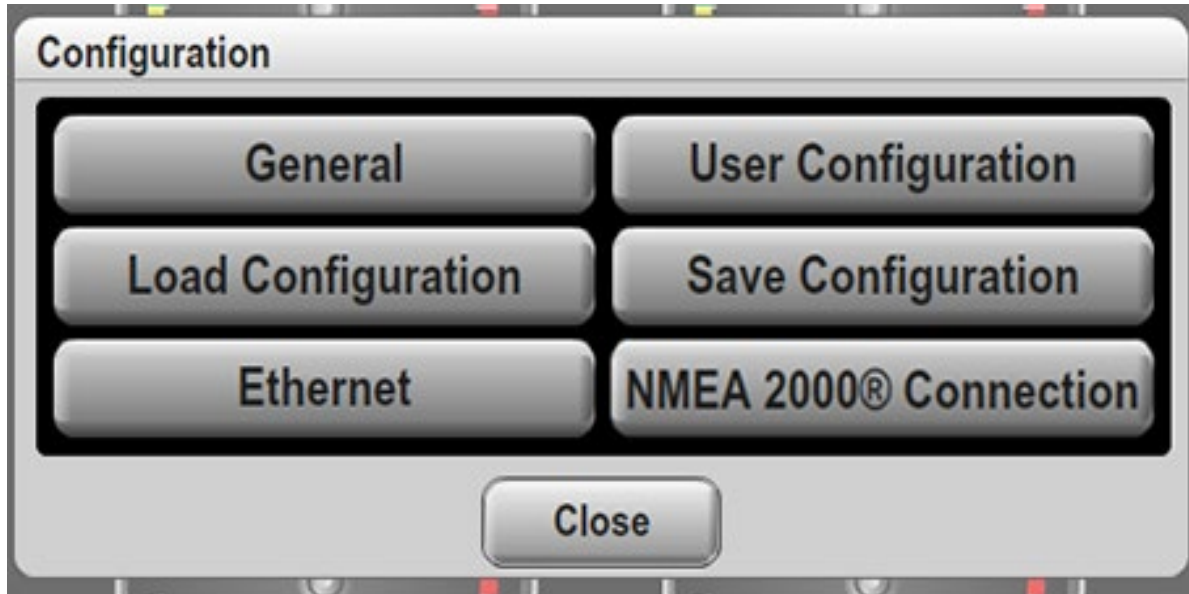 Configuration
General
User Configuration
Load Configuration
Save Configuration
Ethernet
NMEA 2000® Connection
Close